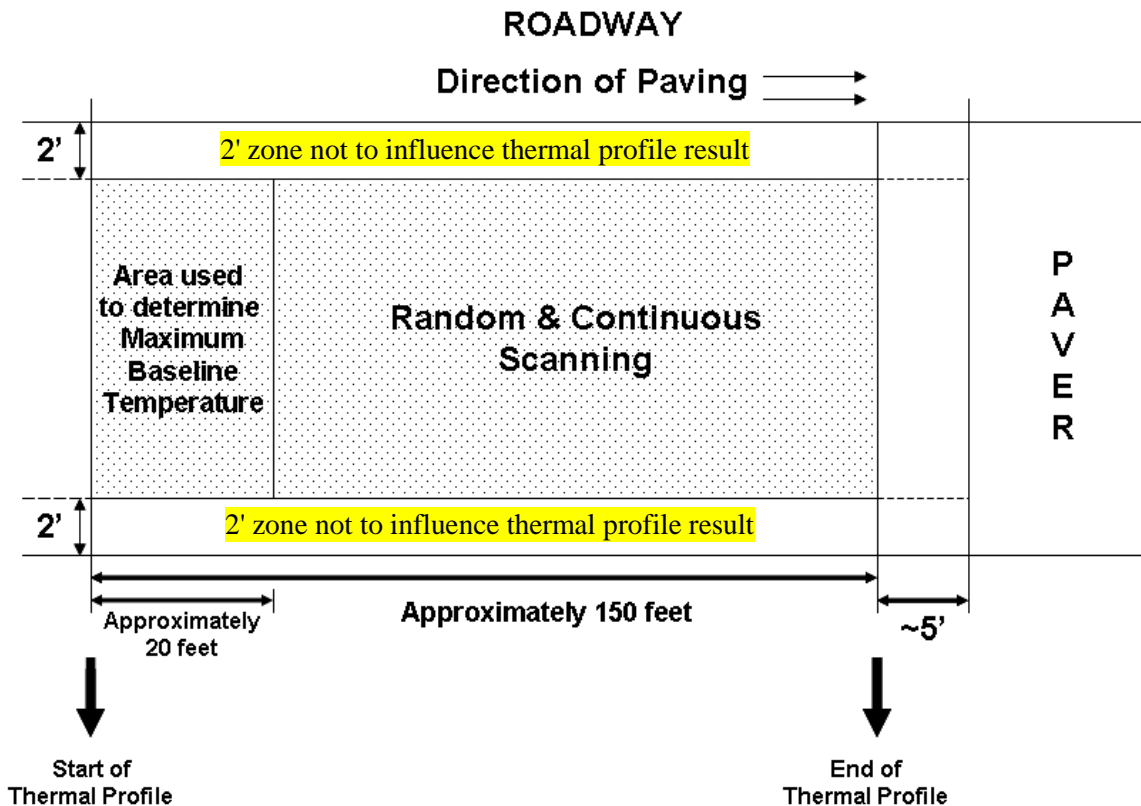 ROADWAY
Direction of Paving
2'
2' zone not to influence thermal profile result
Area used
to determine
Maximum
Baseline
Temperature
Random & Continuous
Scanning
P
A
V
E
R
2'
2' zone not to influence thermal profile result
Approximately
20 feet
Approximately 150 feet
~5'
Start of
Thermal Profile
End of
Thermal Profile